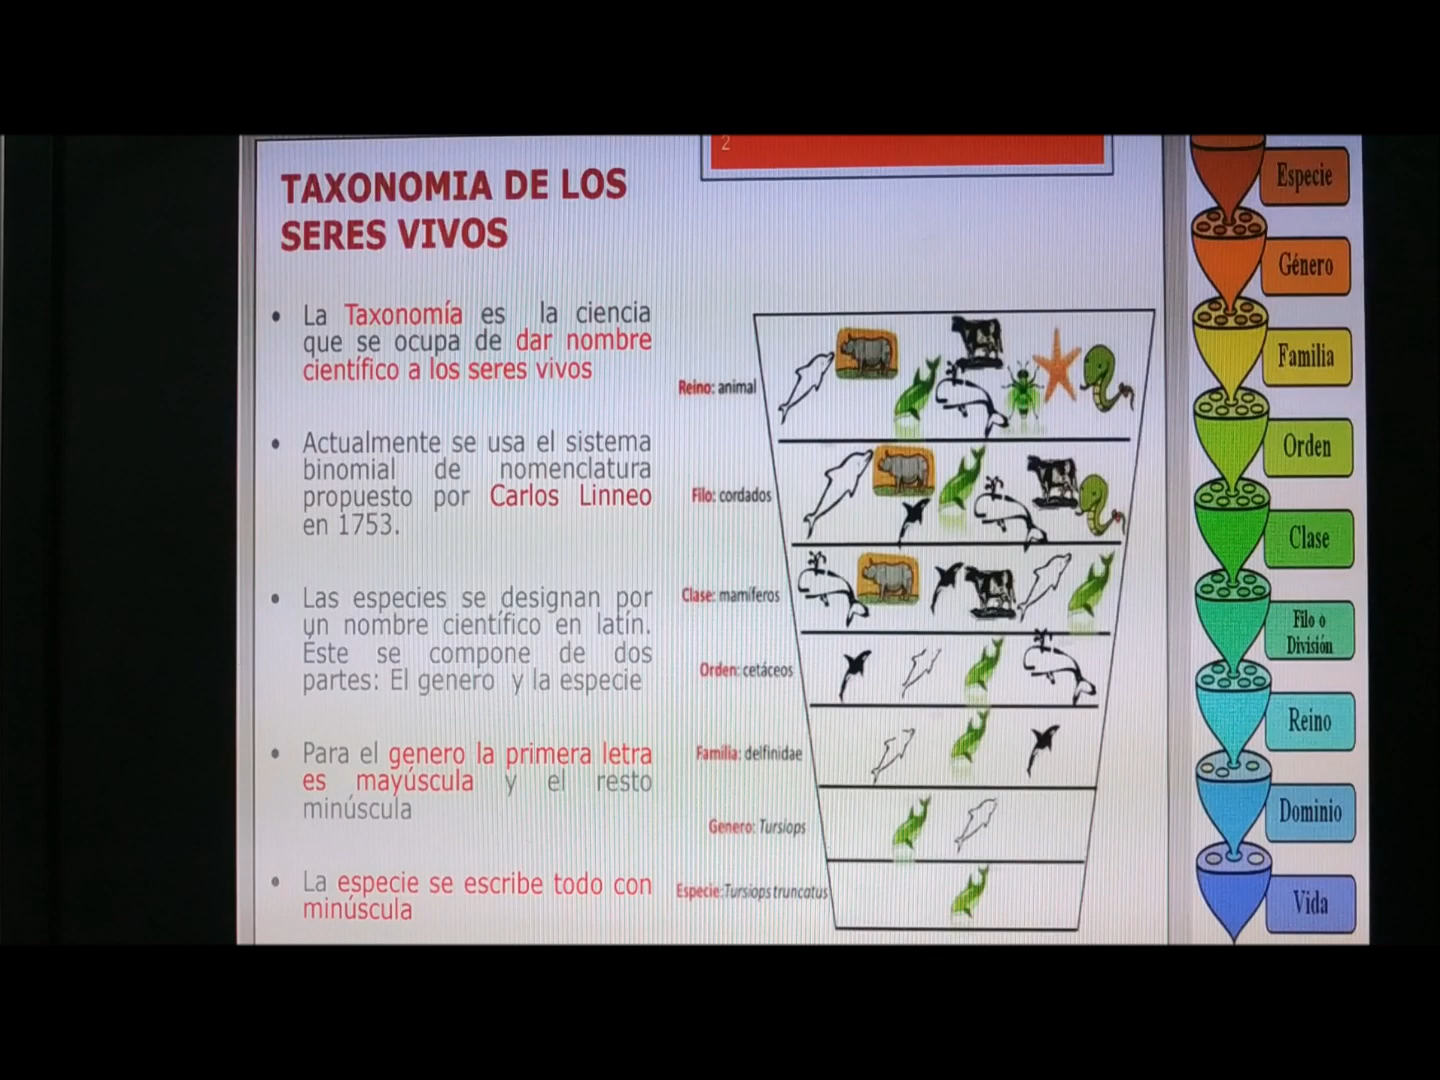 2
TAXONOMIA DE LOS
SERES VIVOS
• La Taxonomía es la ciencia
que se ocupa de dar nombre
científico a los seres vivos
• Actualmente se usa el sistema
binomial de nomenclatura
propuesto por Carlos Linneo
en 1753.
• Las especies se designan por
un nombre científico en latín.
Éste se compone de dos
partes: El genero y la especie
• Para el genero la primera letra
es mayúscula y el resto
minúscula
• La especie se escribe todo con
minúscula
Reino: animal
Filo: cordados
Clase: mamíferos
Orden: cetáceos
Familia: delfinidae
Genero: Tursiops
Especie: Tursiops truncatus
Especie
Género
Familia
Orden
Clase
Filo o
División
Reino
Dominio
Vida